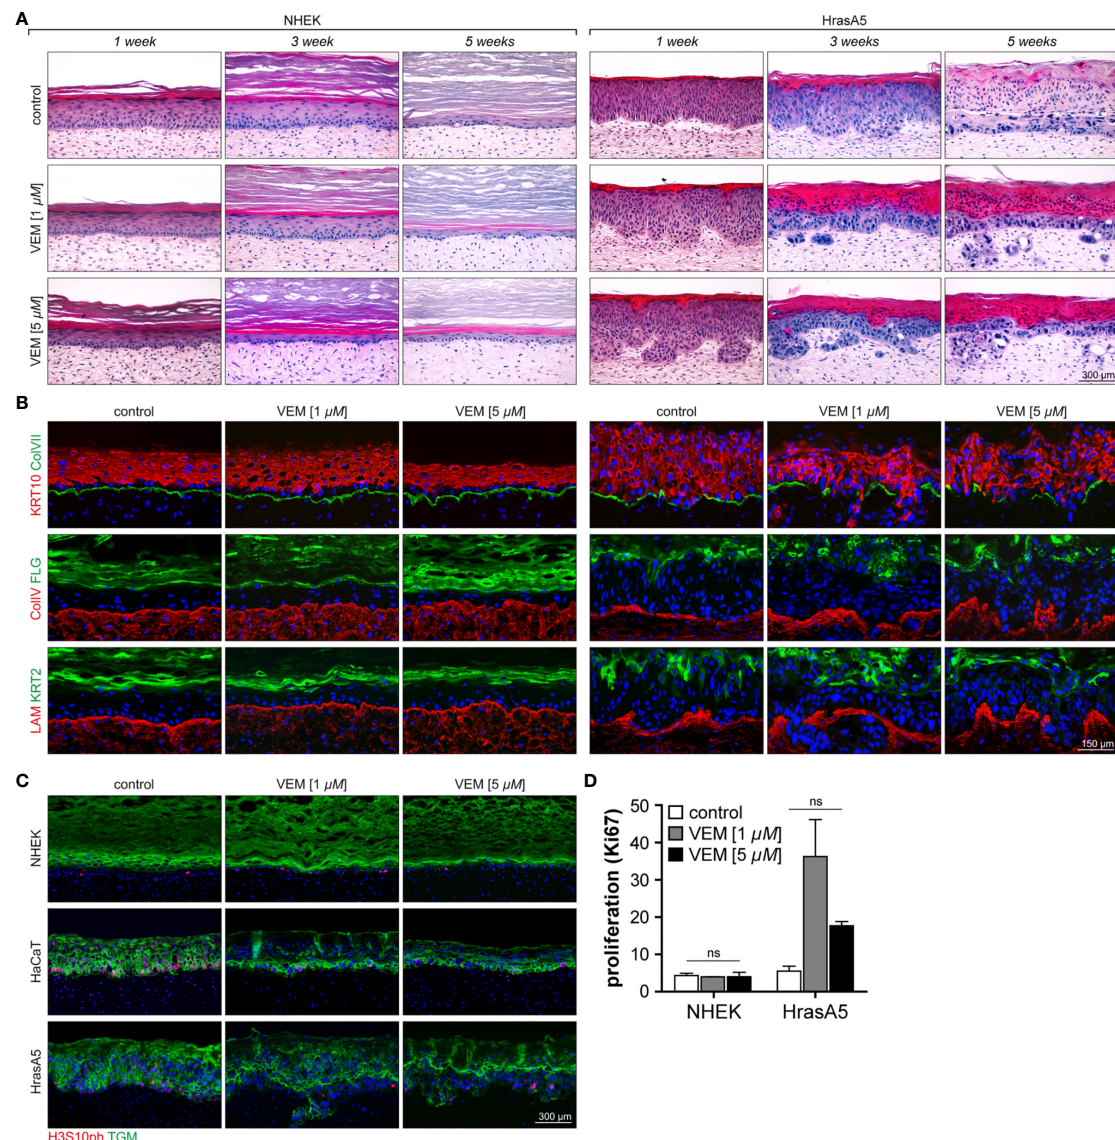 A
NHEK
HrasA5
1 week
3 week
5 weeks
1 week
3 weeks
5 weeks
control
VEM [1 µM]
VEM [5 µM]
300 µm
B
control
VEM [1 µM]
VEM [5 µM]
control
VEM [1 µM]
VEM [5 µM]
KRT10 ColVII
ColIV FLG
LAM KRT2
150 µm
C
control
VEM [1 µM]
VEM [5 µM]
NHEK
HaCaT
HrasA5
300 µm
H3S10ph TGM
D
proliferation (Ki67)
50
40
30
20
10
0
control
VEM [1 µM]
VEM [5 µM]
ns
ns
NHEK
HrasA5